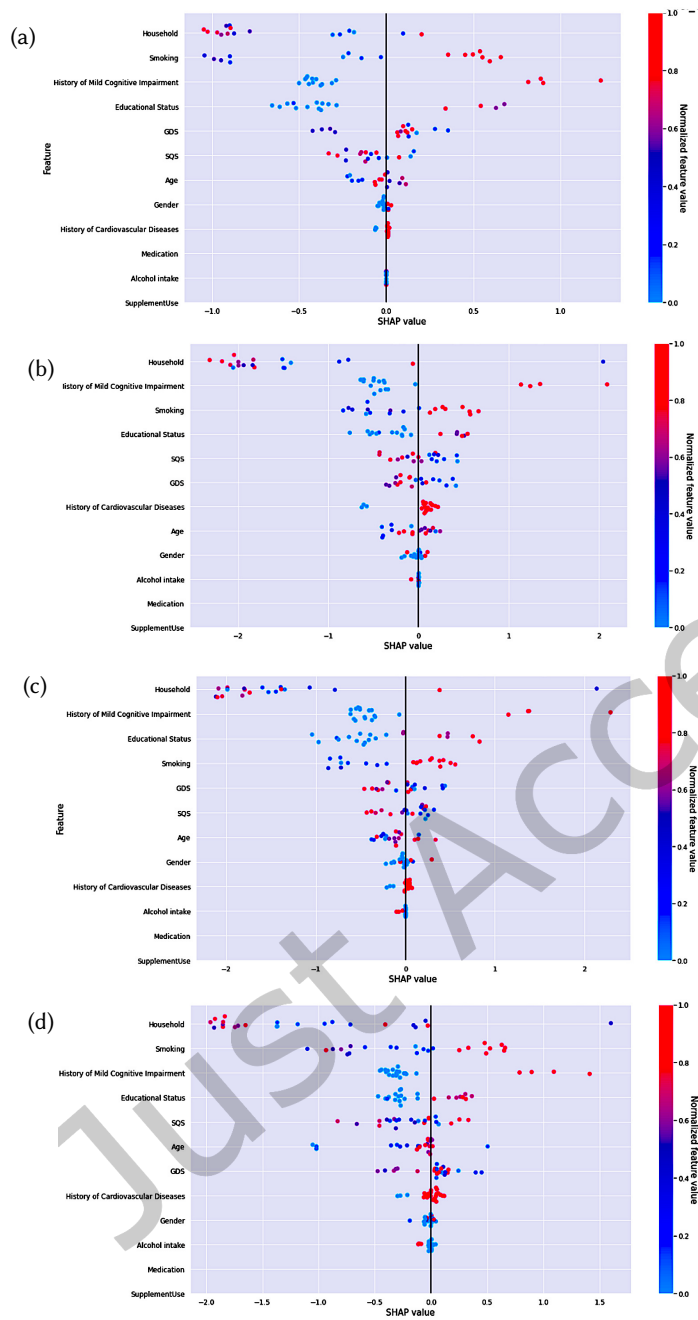 (a)
Feature
Household
Smoking
History of Mild Cognitive Impairment
Educational Status
GDS
SQS
Age
Gender
History of Cardiovascular Diseases
Medication
Alcohol intake
SupplementUse
−1.0 −0.5 0.0 0.5 1.0
SHAP value
1.0
0.8
0.6
0.4
0.2
0.0
Normalized feature value
(b)
Household
listory of Mild Cognitive Impairment
Smoking
Educational Status
SQS
GDS
History of Cardiovascular Diseases
Age
Gender
Alcohol intake
Medication
SupplementUse
−2 −1 0 1 2
SHAP value
1.0
0.8
0.6
0.4
0.2
0.0
Normalized feature value
(c)
Feature
Household
History of Mild Cognitive Impairment
Educational Status
Smoking
GDS
SQS
Age
Gender
History of Cardiovascular Diseases
Alcohol intake
Medication
SupplementUse
−2 −1 0 1 2
SHAP value
1.0
0.8
0.6
0.4
0.2
0.0
Normalized feature value
(d)
Household
Smoking
History of Mild Cognitive Impairment
Educational Status
SQS
Age
GDS
History of Cardiovascular Diseases
Gender
Alcohol intake
Medication
SupplementUse
−2.0 −1.5 −1.0 −0.5 0.0 0.5 1.0 1.5
SHAP value
1.0
0.8
0.6
0.4
0.2
0.0
Normalized feature value
Just Acce